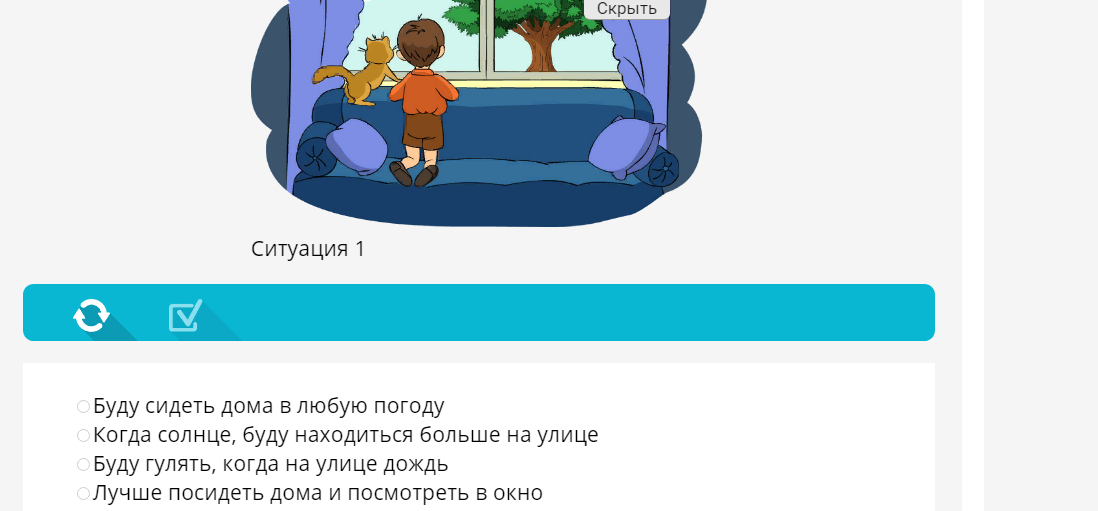 Скрыть
Ситуация 1
Буду сидеть дома в любую погоду
Когда солнце, буду находиться больше на улице
Буду гулять, когда на улице дождь
Лучше посидеть дома и посмотреть в окно